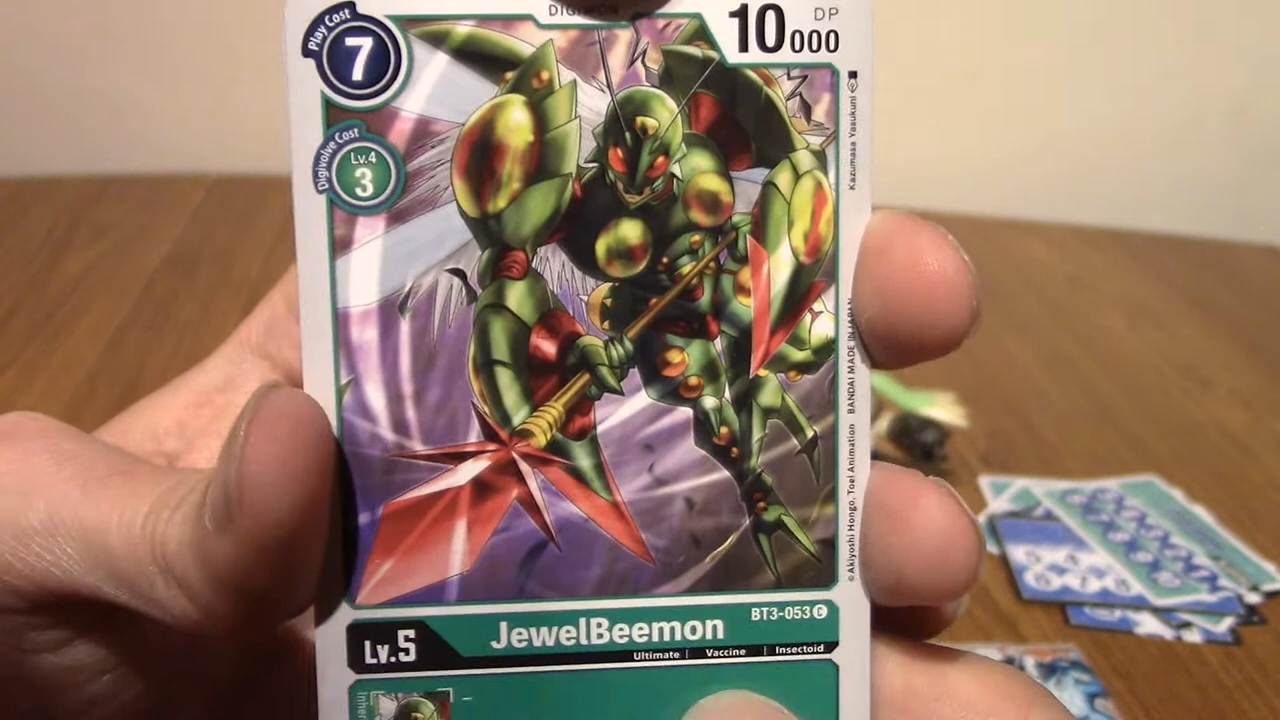 Play Cost
7
DP
10000
Digivolve Cost
Lv.4
3
Kazumasa Yasukuni
©Akiyoshi Hongo, Toei Animation BANDAI MADE IN JAPAN
BT3-053 C
Lv.5
JewelBeemon
Ultimate | Vaccine | Insectoid